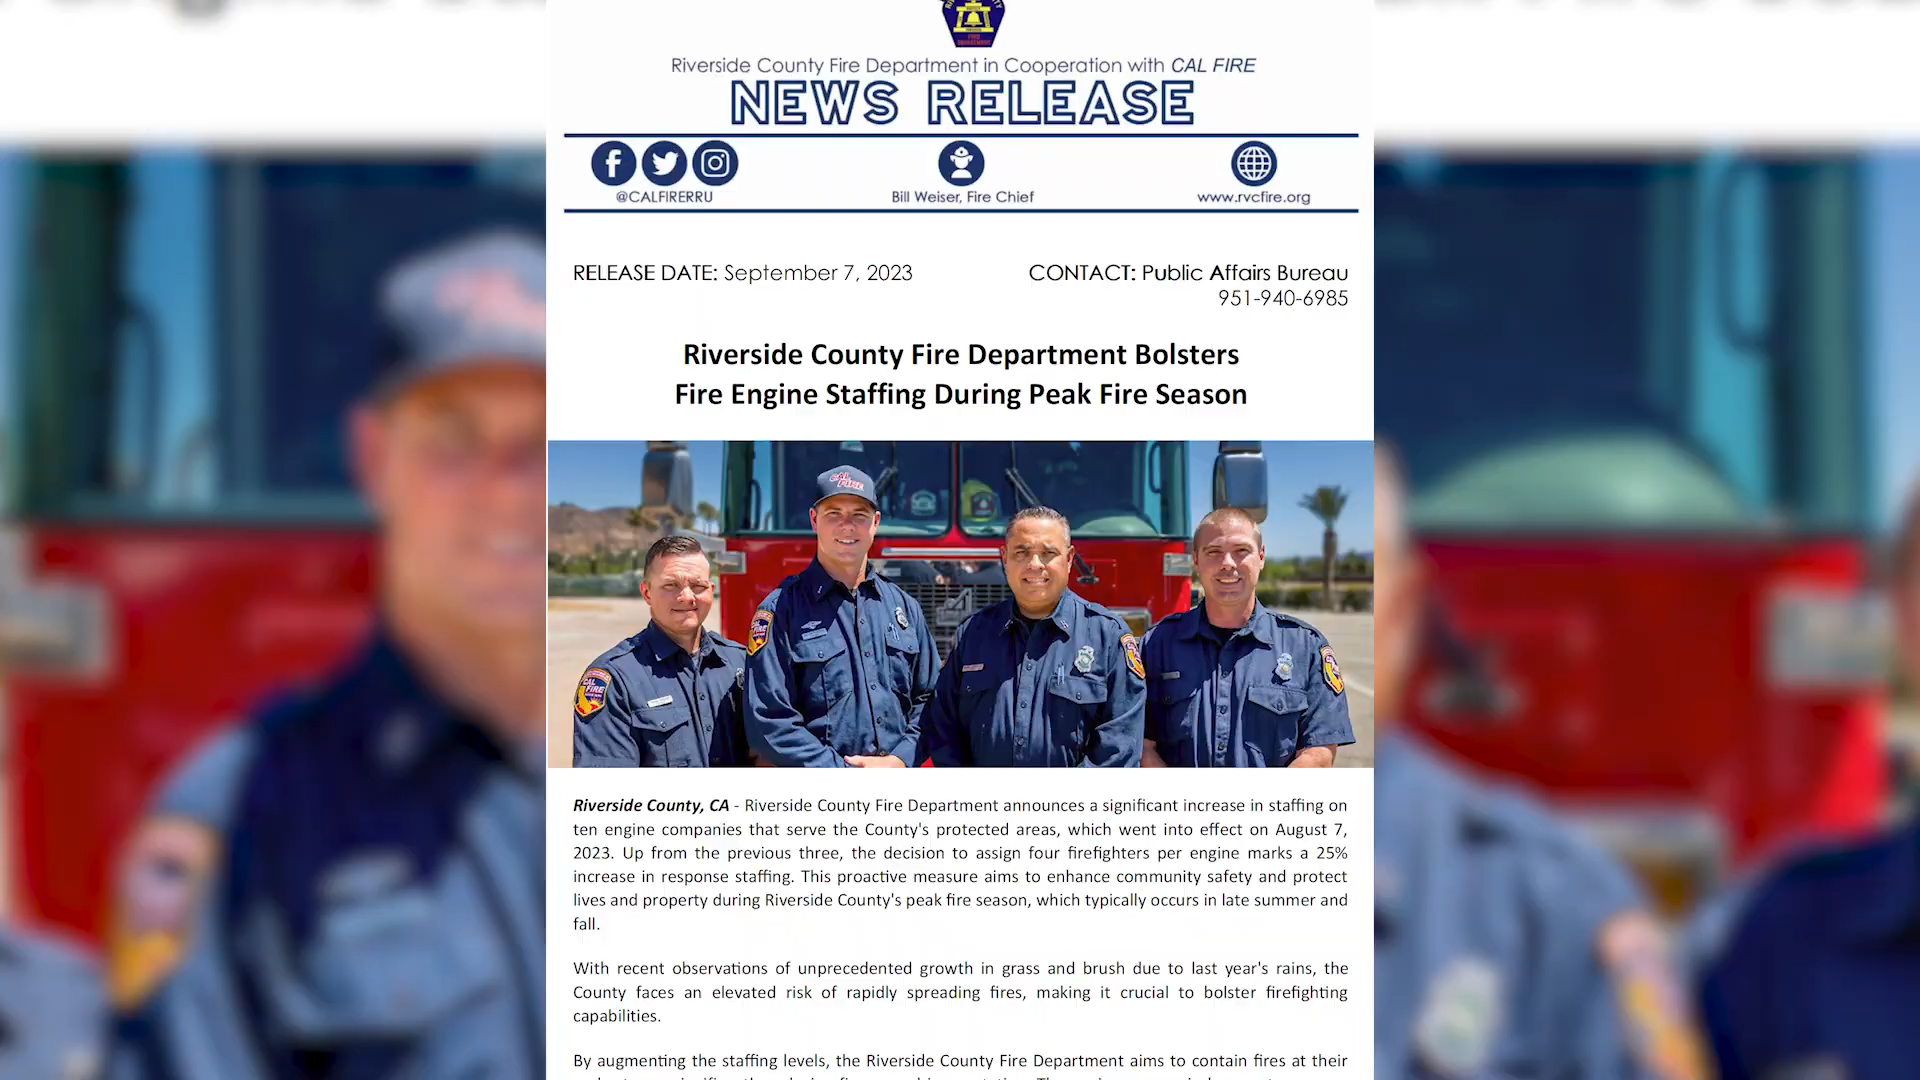 Riverside County Fire Department in Cooperation with CAL FIRE
NEWS RELEASE
@CALFIRERRU
Bill Weiser, Fire Chief
www.rvcfire.org
RELEASE DATE: September 7, 2023
CONTACT: Public Affairs Bureau
951-940-6985
Riverside County Fire Department Bolsters
Fire Engine Staffing During Peak Fire Season
CAL FIRE
CAL
FIRE
Riverside County, CA - Riverside County Fire Department announces a significant increase in staffing on
ten engine companies that serve the County's protected areas, which went into effect on August 7,
2023. Up from the previous three, the decision to assign four firefighters per engine marks a 25%
increase in response staffing. This proactive measure aims to enhance community safety and protect
lives and property during Riverside County's peak fire season, which typically occurs in late summer and
fall.
With recent observations of unprecedented growth in grass and brush due to last year's rains, the
County faces an elevated risk of rapidly spreading fires, making it crucial to bolster firefighting
capabilities.
By augmenting the staffing levels, the Riverside County Fire Department aims to contain fires at their